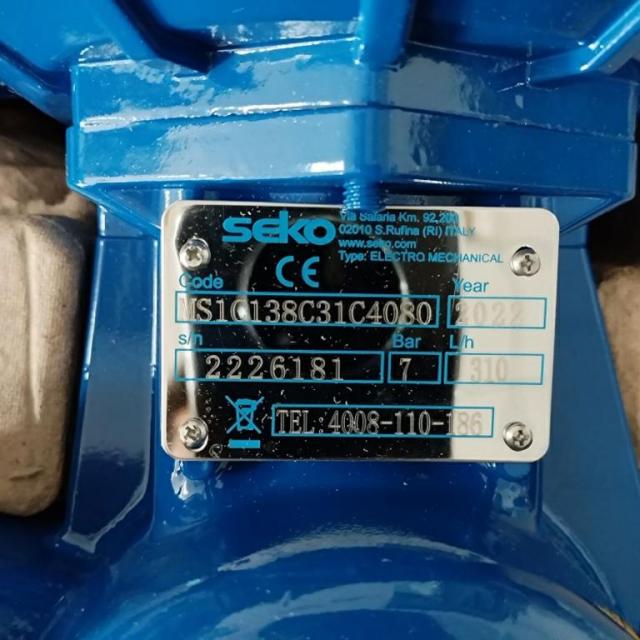 seko
Via Salaria Km. 92,200
02010 S.Rufina (RI) ITALY
www.seko.com
Type: ELECTRO MECHANICAL
CE
Code Year
MS1C138C31C4080 2022
s/n Bar L/h
2226181 7 310
TEL:4008-110-186